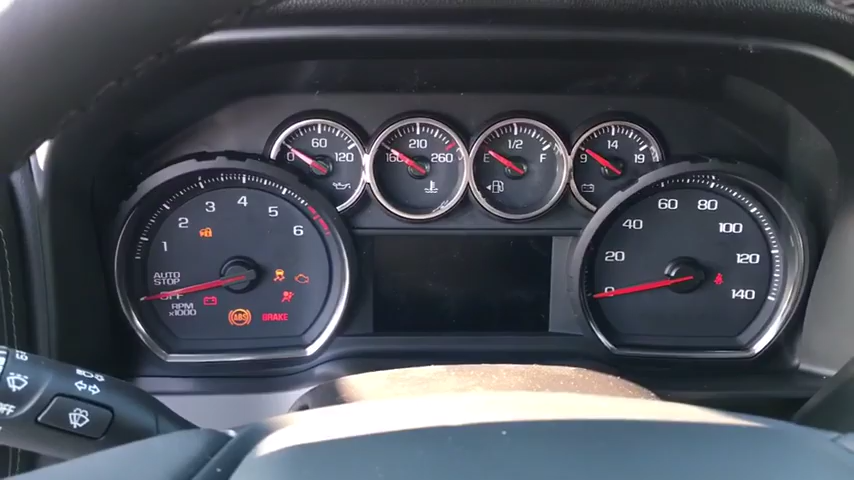 0 60 120
160 210 260
E 1/2 F
9 14 19
1 2 3 4 5 6
AUTO
STOP
OFF
RPM
x1000
ABS
BRAKE
0 20 40 60 80 100 120 140
OFF